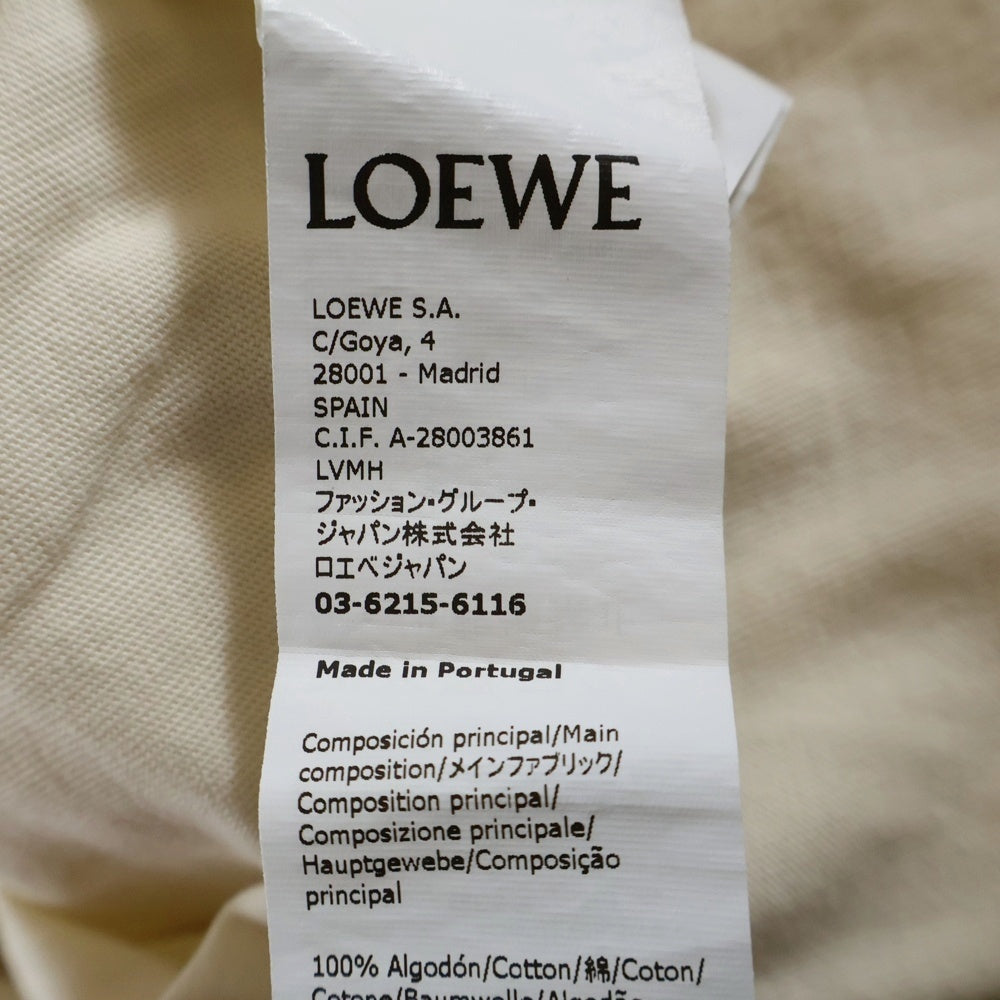 LOEWE
LOEWE S.A.
C/Goya, 4
28001 - Madrid
SPAIN
C.I.F. A-28003861
LVMH
ファッション・グループ・
ジャパン株式会社
ロエベジャパン
03-6215-6116
Made in Portugal
Composición principal/Main
composition/メインファブリック/
Composition principal/
Composizione principale/
Hauptgewebe/Composição
principal
100% Algodón/Cotton/綿/Coton/
Cotone/Baumwolle/Algodão